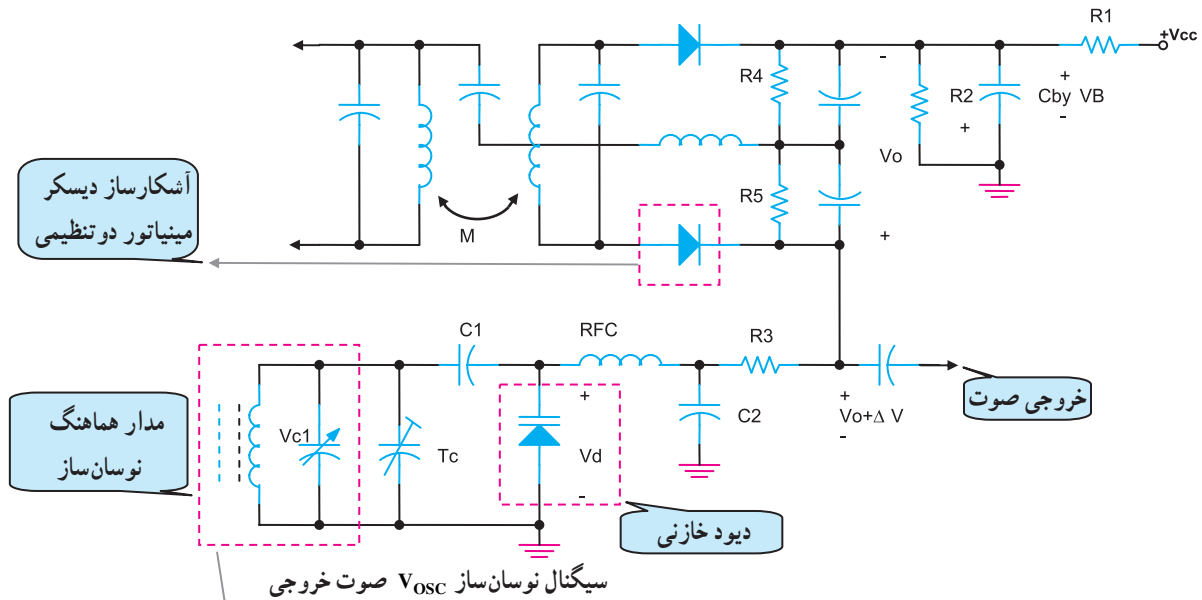 R1
+Vcc
-
R4
R2
+
+
Cby VB
-
Vo
آشکارساز دیسکر
مینیاتور دوتنظیمی
R5
M
+
C1
RFC
R3
مدار هماهنگ
نوسان‌ساز
Vc1
Tc
+
Vd
-
C2
+
Vo+Δ V
-
خروجی صوت
دیود خازنی
سیگنال نوسان‌ساز VOSC صوت خروجی